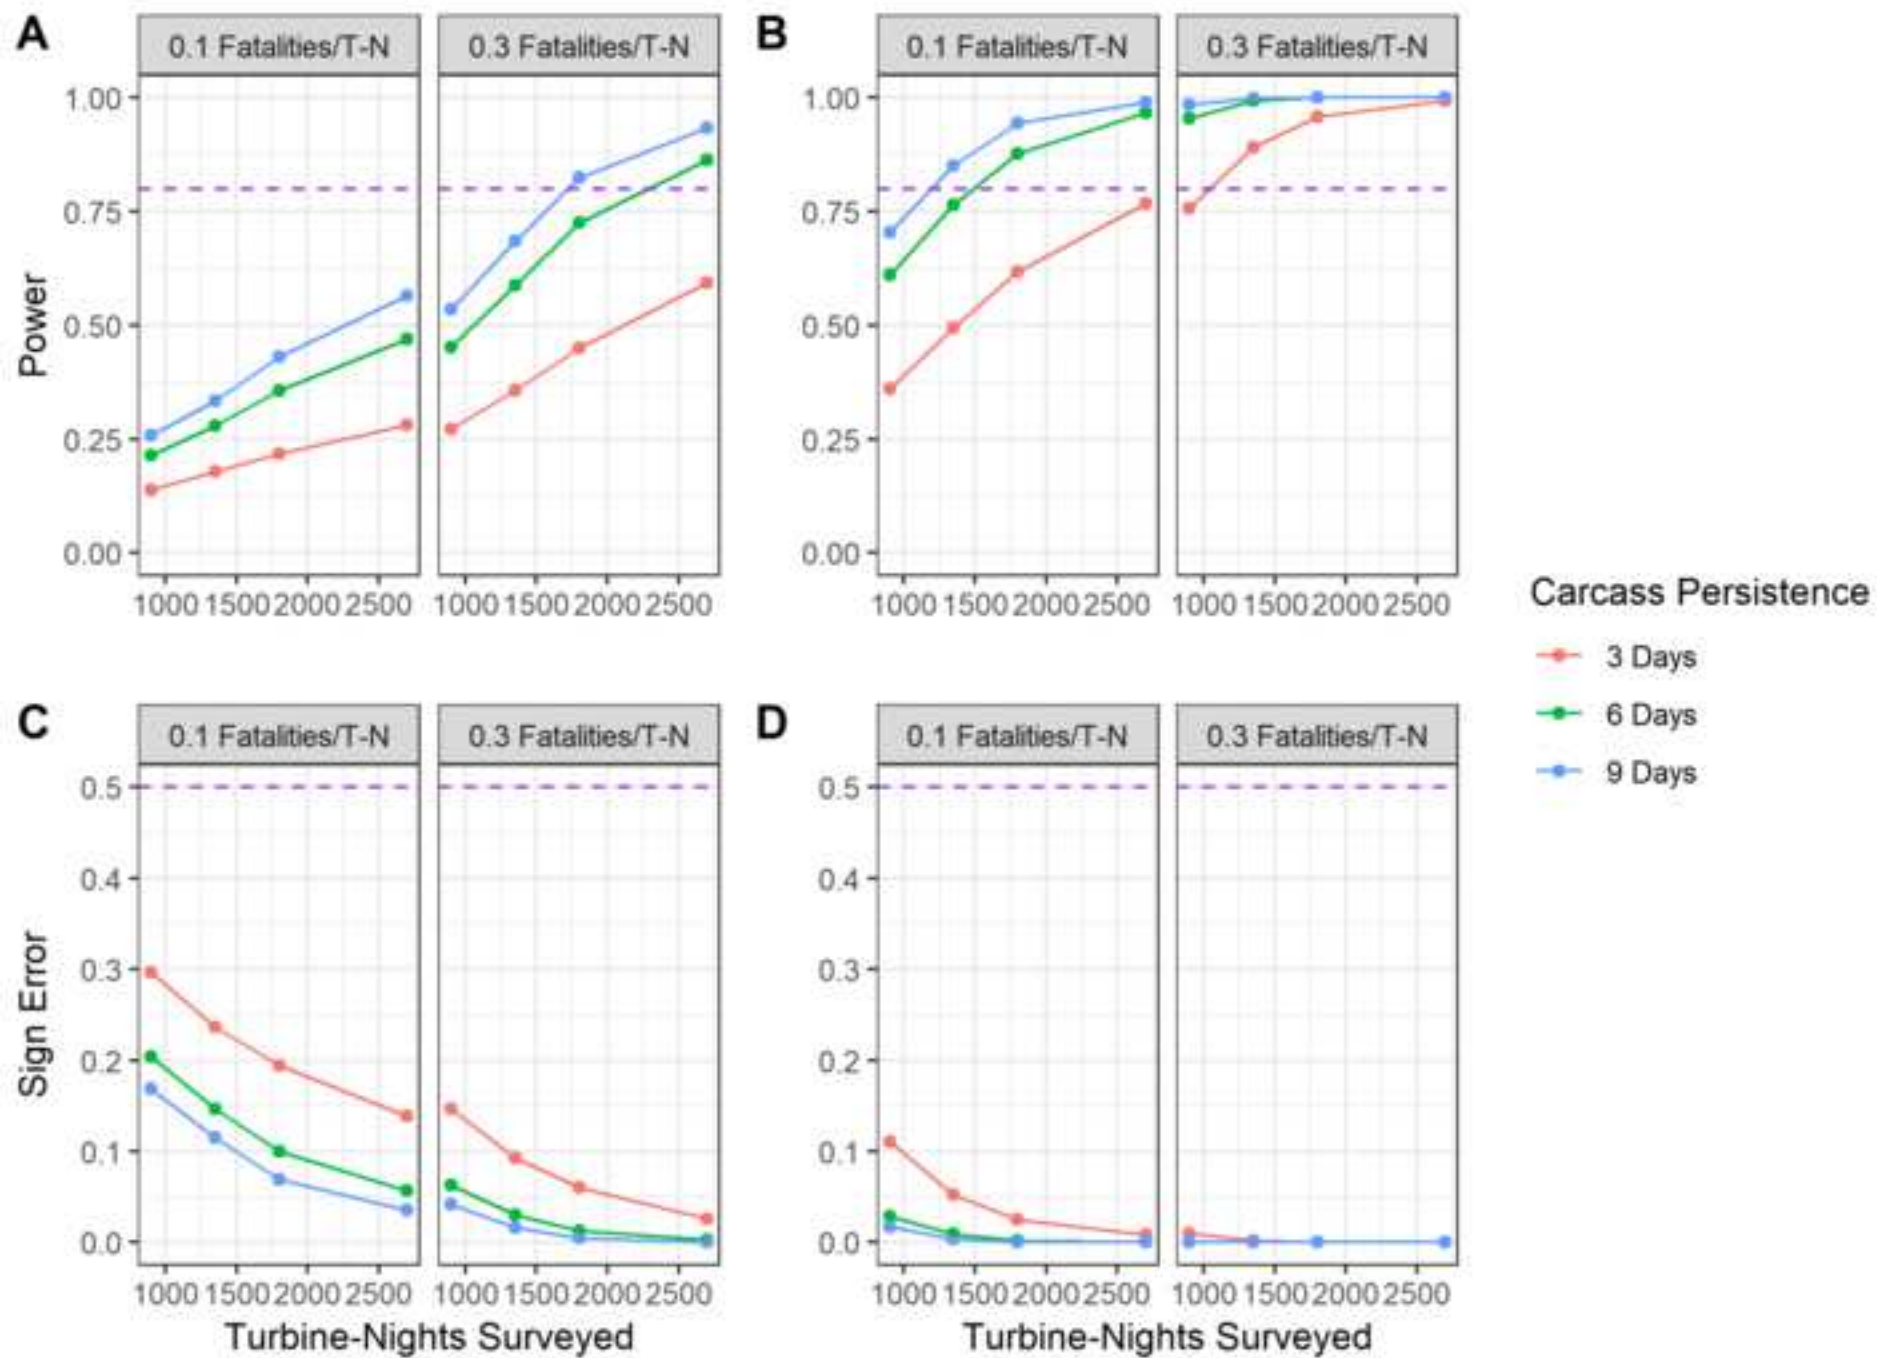 A
0.1 Fatalities/T-N
0.3 Fatalities/T-N
B
0.1 Fatalities/T-N
0.3 Fatalities/T-N
Power
1.00
0.75
0.50
0.25
0.00
1000 1500 2000 2500
1000 1500 2000 2500
1.00
0.75
0.50
0.25
0.00
1000 1500 2000 2500
1000 1500 2000 2500
Carcass Persistence
3 Days
6 Days
9 Days
C
0.1 Fatalities/T-N
0.3 Fatalities/T-N
D
0.1 Fatalities/T-N
0.3 Fatalities/T-N
Sign Error
0.5
0.4
0.3
0.2
0.1
0.0
1000 1500 2000 2500
1000 1500 2000 2500
Turbine-Nights Surveyed
0.5
0.4
0.3
0.2
0.1
0.0
1000 1500 2000 2500
1000 1500 2000 2500
Turbine-Nights Surveyed